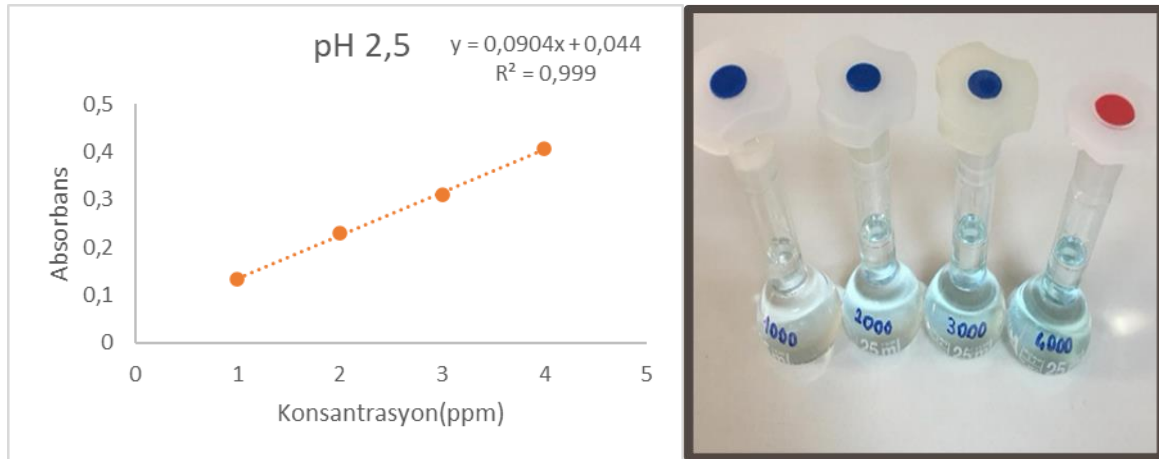 pH 2,5
y = 0,0904x + 0,044
R² = 0,999
0,5
0,4
0,3
0,2
0,1
0
Absorbans
0 1 2 3 4 5
Konsantrasyon(ppm)
1000
2000
3000
4000
ml
25 ml
25 ml
25